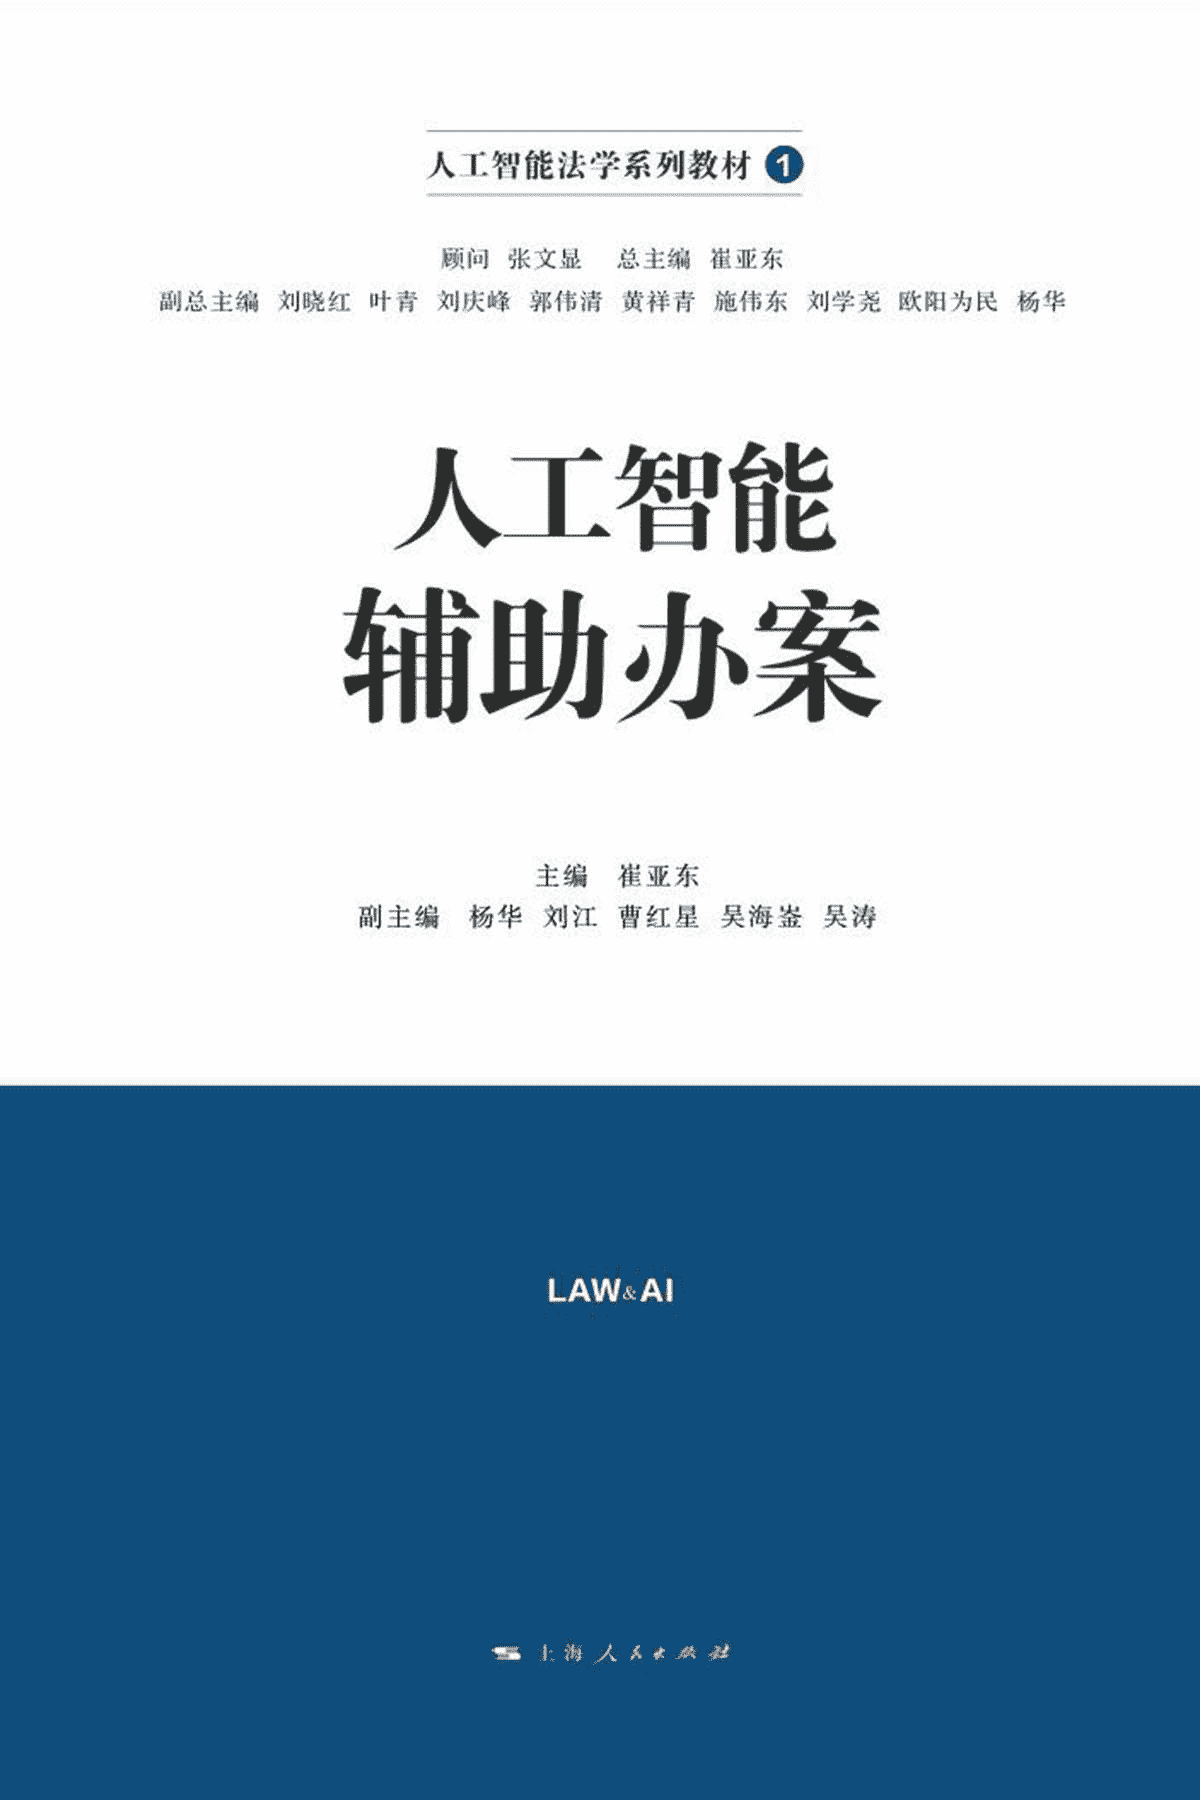 人工智能法学系列教材 1
顾问 张文显 总主编 崔亚东
副总主编 刘晓红 叶青 刘庆峰 郭伟清 黄祥青 施伟东 刘学尧 欧阳为民 杨华
人工智能
辅助办案
主编 崔亚东
副主编 杨华 刘江 曹红星 吴海崟 吴涛
LAW&AI
上海人民出版社